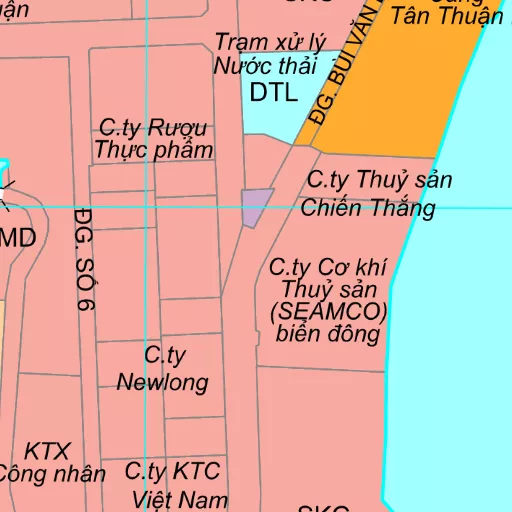 Tân Thuận
Trạm xử lý
Nước thải
DTL
ĐG. BÙI VĂN
C.ty Rượu
Thực phẩm
C.ty Thuỷ sản
Chiến Thắng
MD
ĐG. SỐ 6
C.ty Cơ khí
Thuỷ sản
(SEAMCO)
biển đông
C.ty
Newlong
KTX
Công nhân
C.ty KTC
Việt Nam